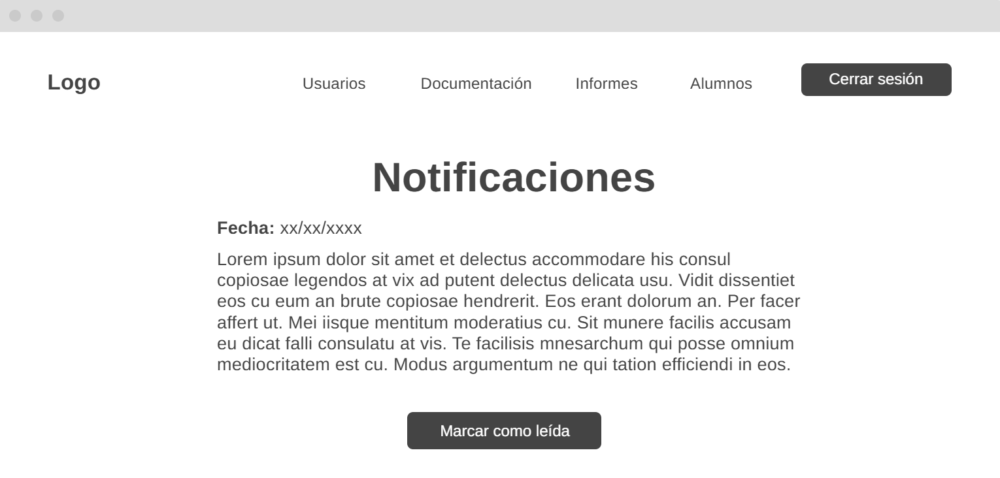 Logo
Usuarios
Documentación
Informes
Alumnos
Cerrar sesión
Notificaciones
Fecha: xx/xx/xxxx
Lorem ipsum dolor sit amet et delectus accommodare his consul
copiosae legendos at vix ad putent delectus delicata usu. Vidit dissentiet
eos cu eum an brute copiosae hendrerit. Eos erant dolorum an. Per facer
affert ut. Mei iisque mentitum moderatius cu. Sit munere facilis accusam
eu dicat falli consulatu at vis. Te facilisis mnesarchum qui posse omnium
mediocritatem est cu. Modus argumentum ne qui tation efficiendi in eos.
Marcar como leída